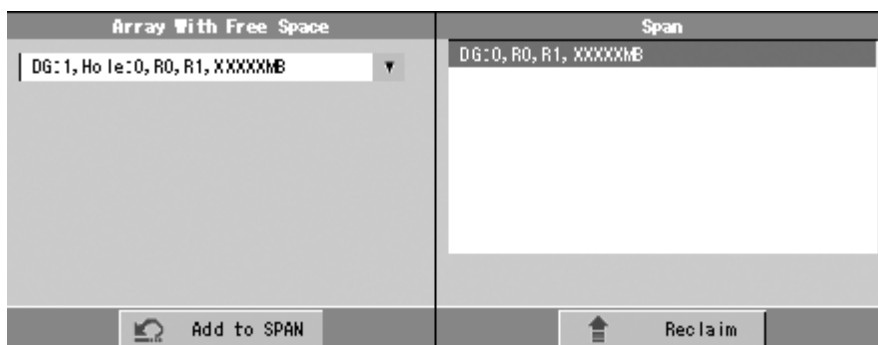 Array With Free Space
DG:1,Hole:0,R0,R1,XXXXXMB
Add to SPAN
Span
DG:0,R0,R1,XXXXXMB
Reclaim